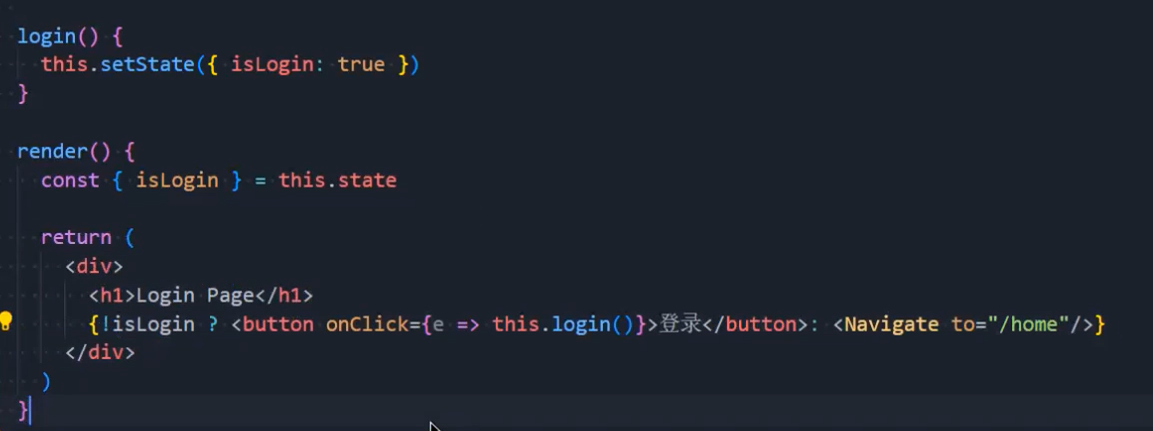 login() {
this.setState({ isLogin: true })
}
render() {
const { isLogin } = this.state
return (
<div>
<h1>Login Page</h1>
{!isLogin ? <button onClick={e => this.login()}>登录</button>: <Navigate to="/home"/>}
</div>
)
}